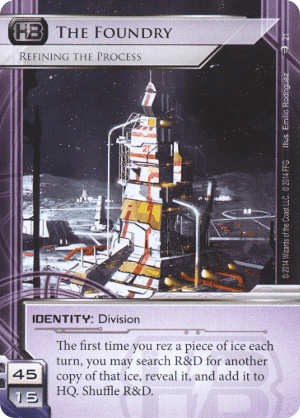 HB
THE FOUNDRY
REFINING THE PROCESS
21
Illus. Emilio Rodriguez
© 2014 Wizards of the Coast LLC. © 2014 FFG
IDENTITY: Division
The first time you rez a piece of ice each
turn, you may search R&D for another
copy of that ice, reveal it, and add it to
HQ. Shuffle R&D.
45
15